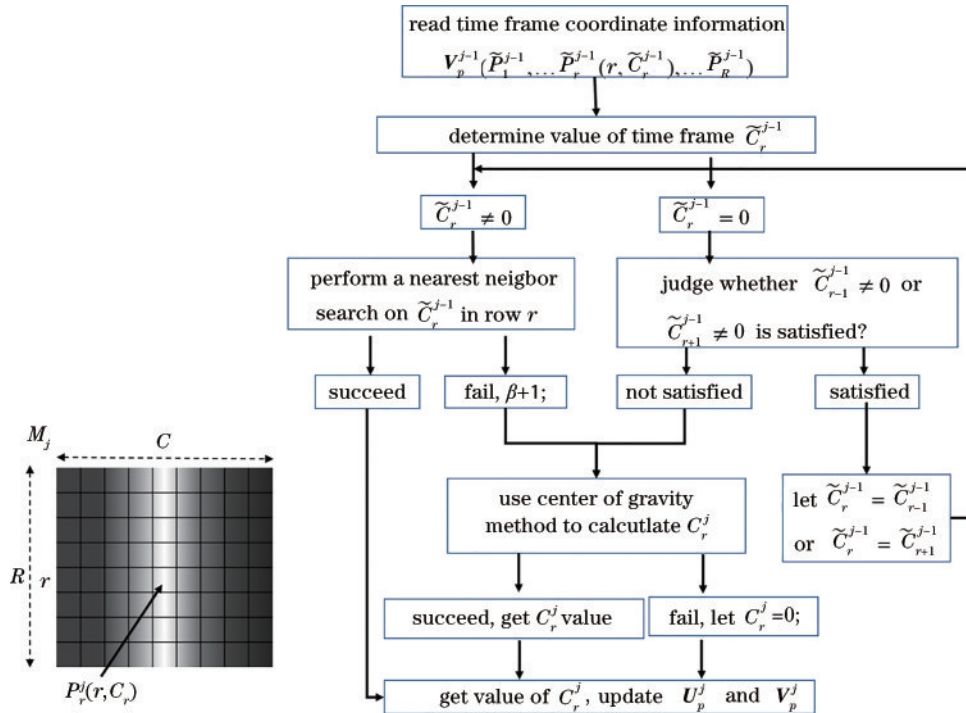 read time frame coordinate information
V_p^{j-1}(P̃_1^{j-1},...P̃_r^{j-1}(r, C̃_r^{j-1}),...P̃_R^{j-1})
determine value of time frame C̃_r^{j-1}
C̃_r^{j-1} ≠ 0
C̃_r^{j-1} = 0
perform a nearest neigbor
search on C̃_r^{j-1} in row r
judge whether C̃_{r-1}^{j-1} ≠ 0 or
C̃_{r+1}^{j-1} ≠ 0 is satisfied?
succeed
fail, β+1;
not satisfied
satisfied
use center of gravity
method to calcutlate C_r^j
let C̃_r^{j-1} = C̃_{r-1}^{j-1}
or C̃_r^{j-1} = C̃_{r+1}^{j-1}
succeed, get C_r^j value
fail, let C_r^j=0;
get value of C_r^j, update U_p^j and V_p^j
M_j
C
R
r
P_r^j(r, C_r)